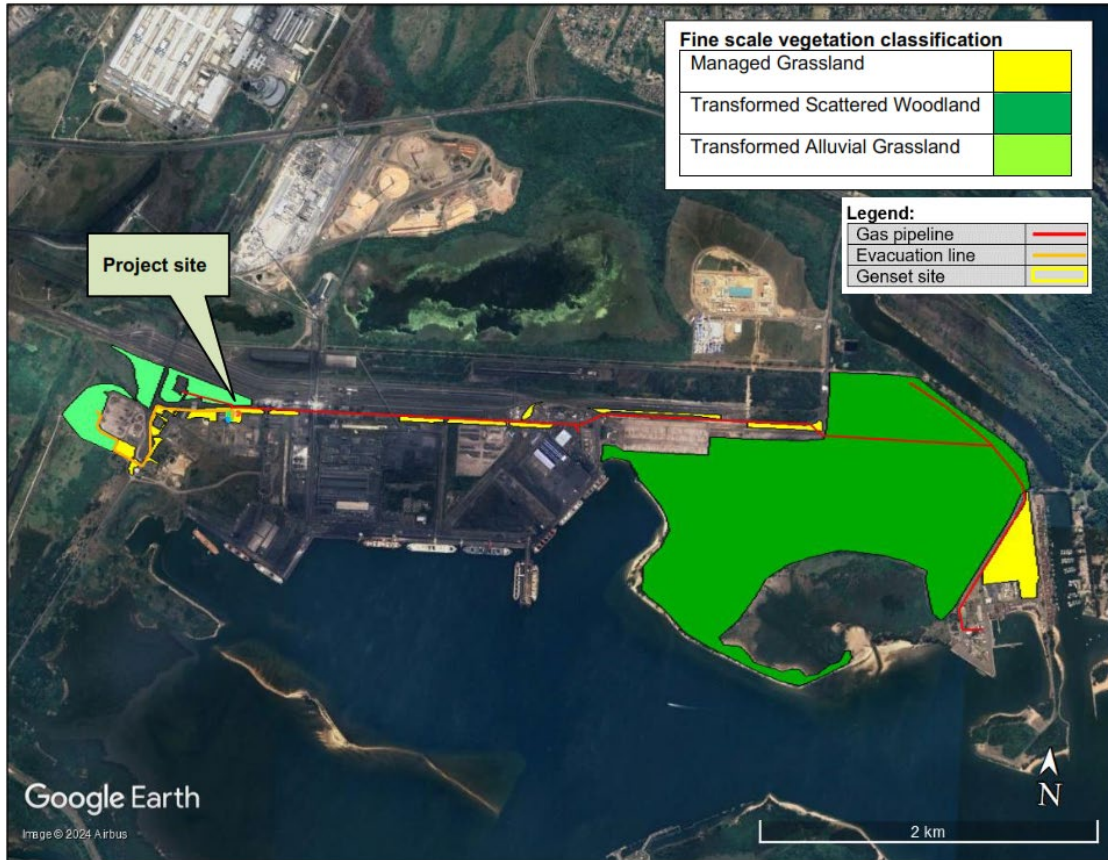 Fine scale vegetation classification
Managed Grassland
Transformed Scattered Woodland
Transformed Alluvial Grassland
Legend:
Gas pipeline
Evacuation line
Genset site
Project site
Google Earth
Image © 2024 Airbus
N
2 km